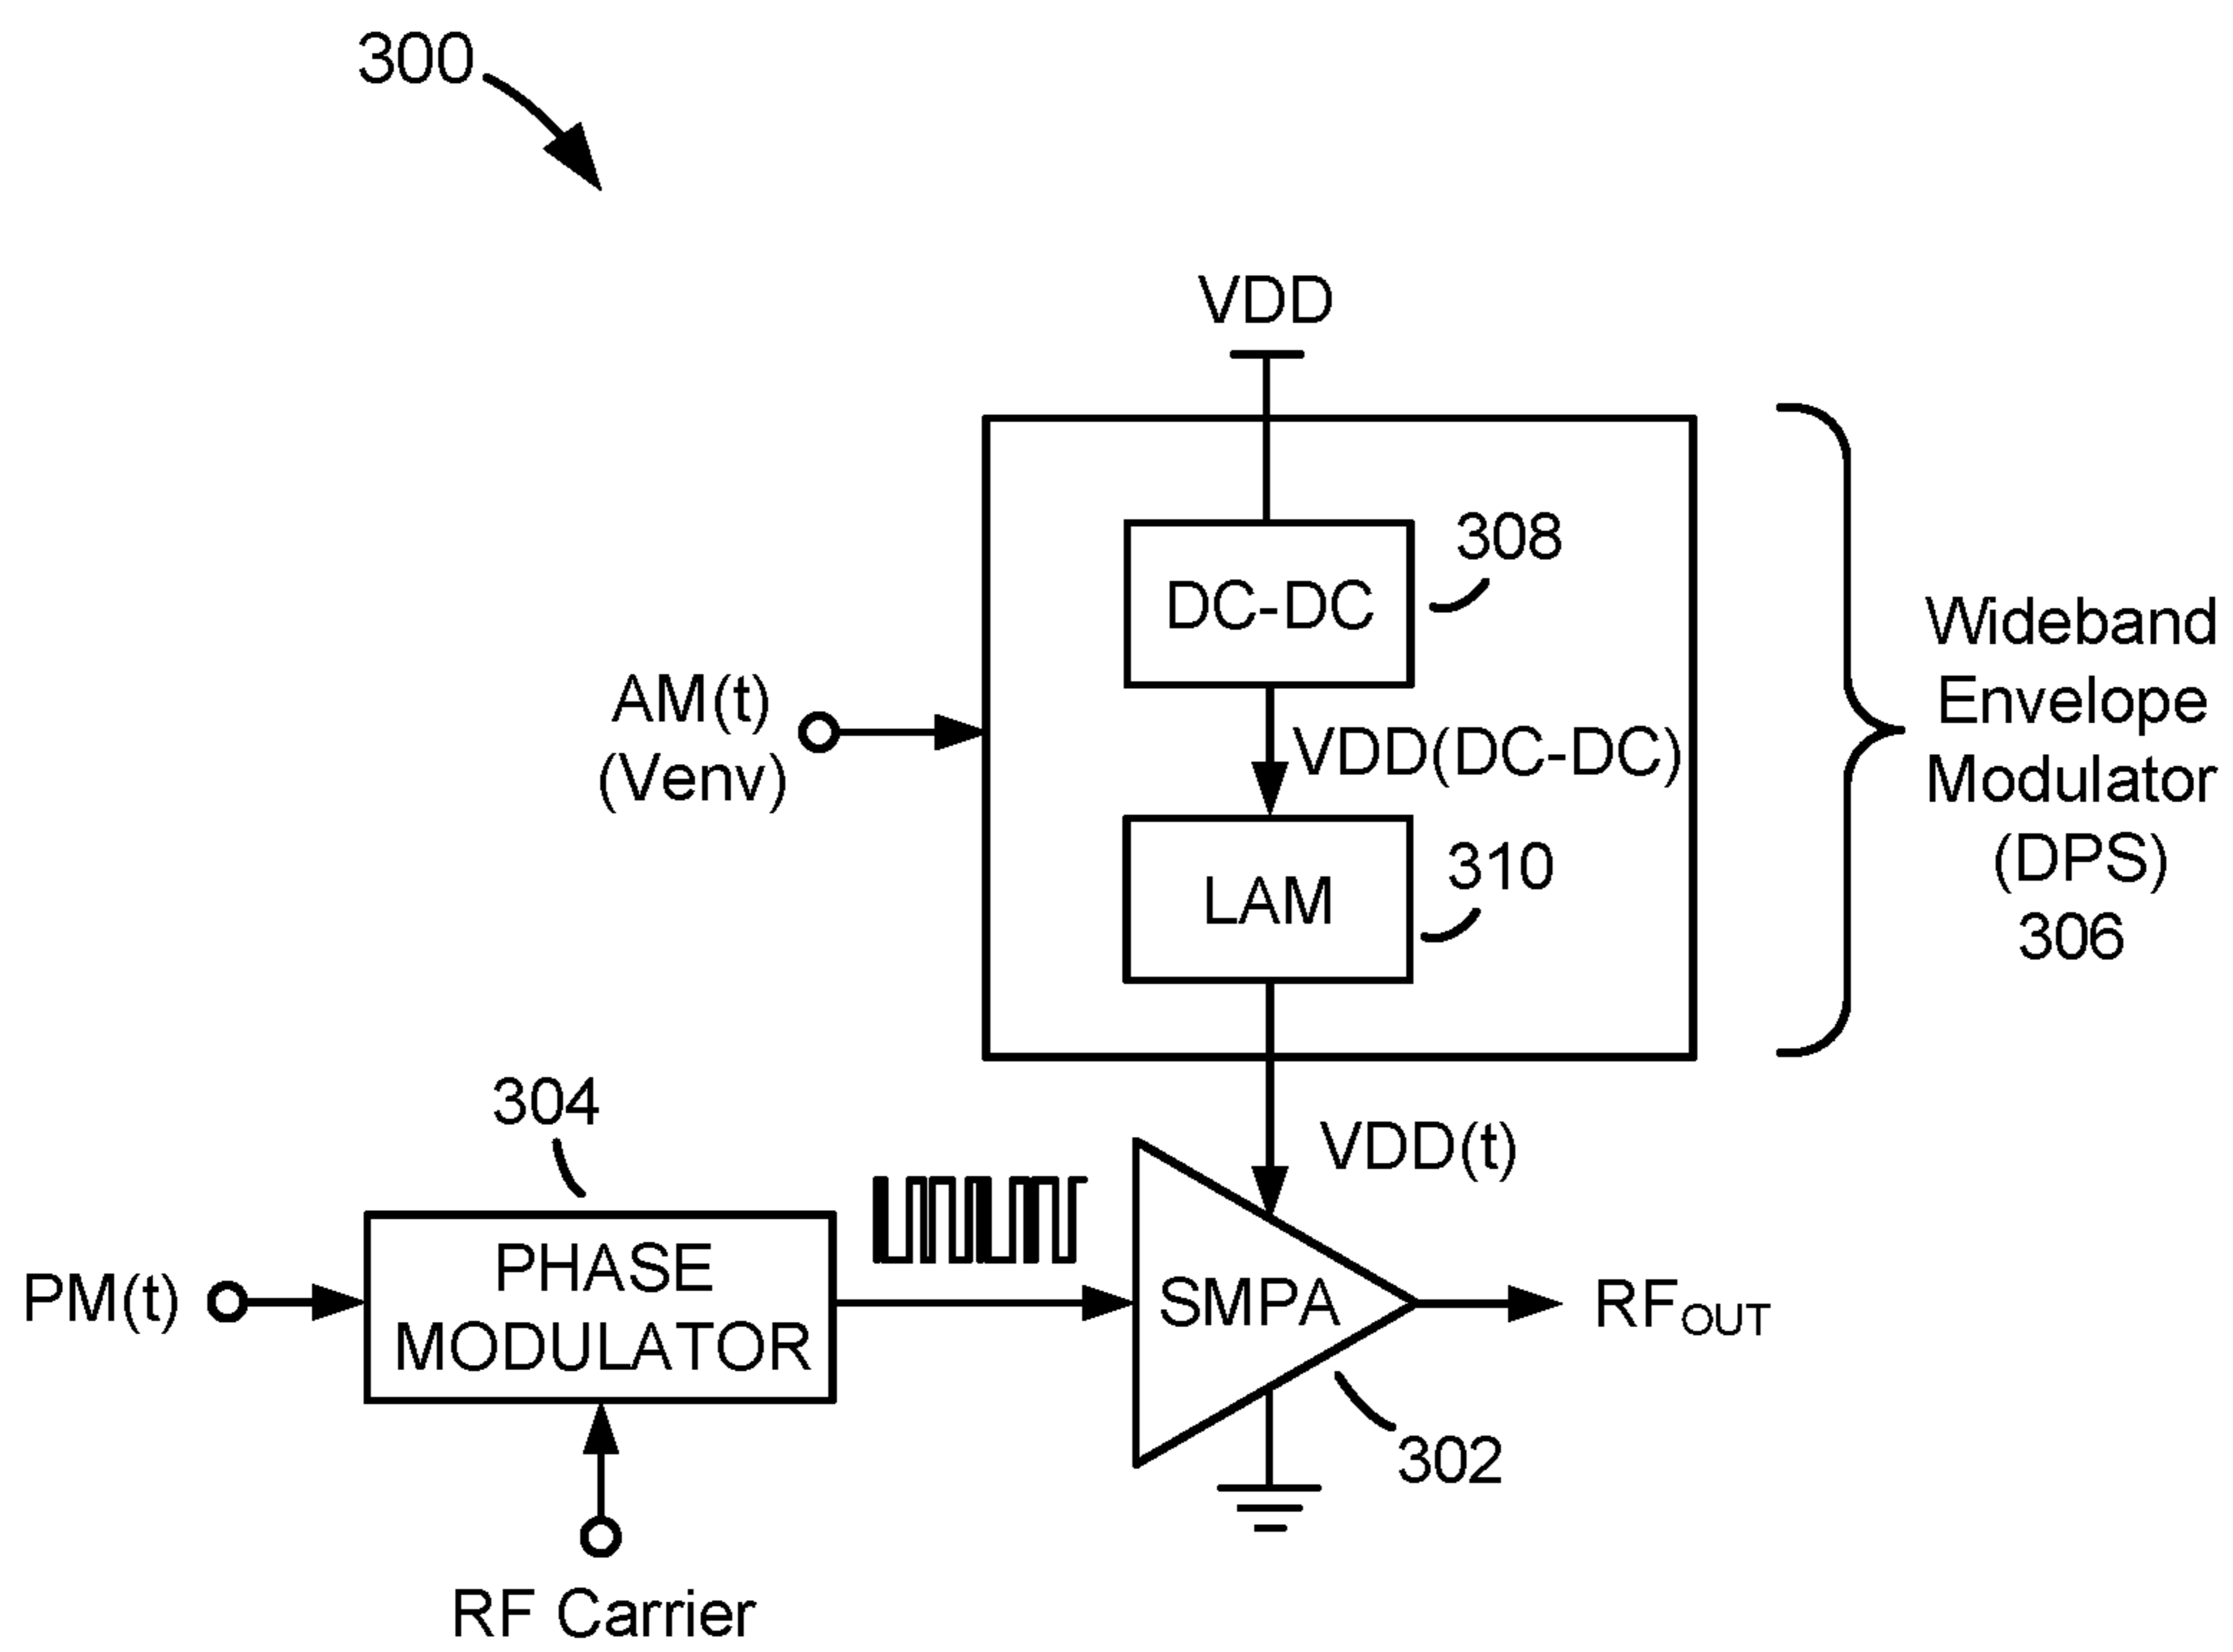 300
VDD
308
DC-DC
AM(t)
(Venv)
VDD(DC-DC)
310
LAM
Wideband
Envelope
Modulator
(DPS)
306
304
VDD(t)
PHASE
MODULATOR
PM(t)
SMPA
RFOUT
302
RF Carrier